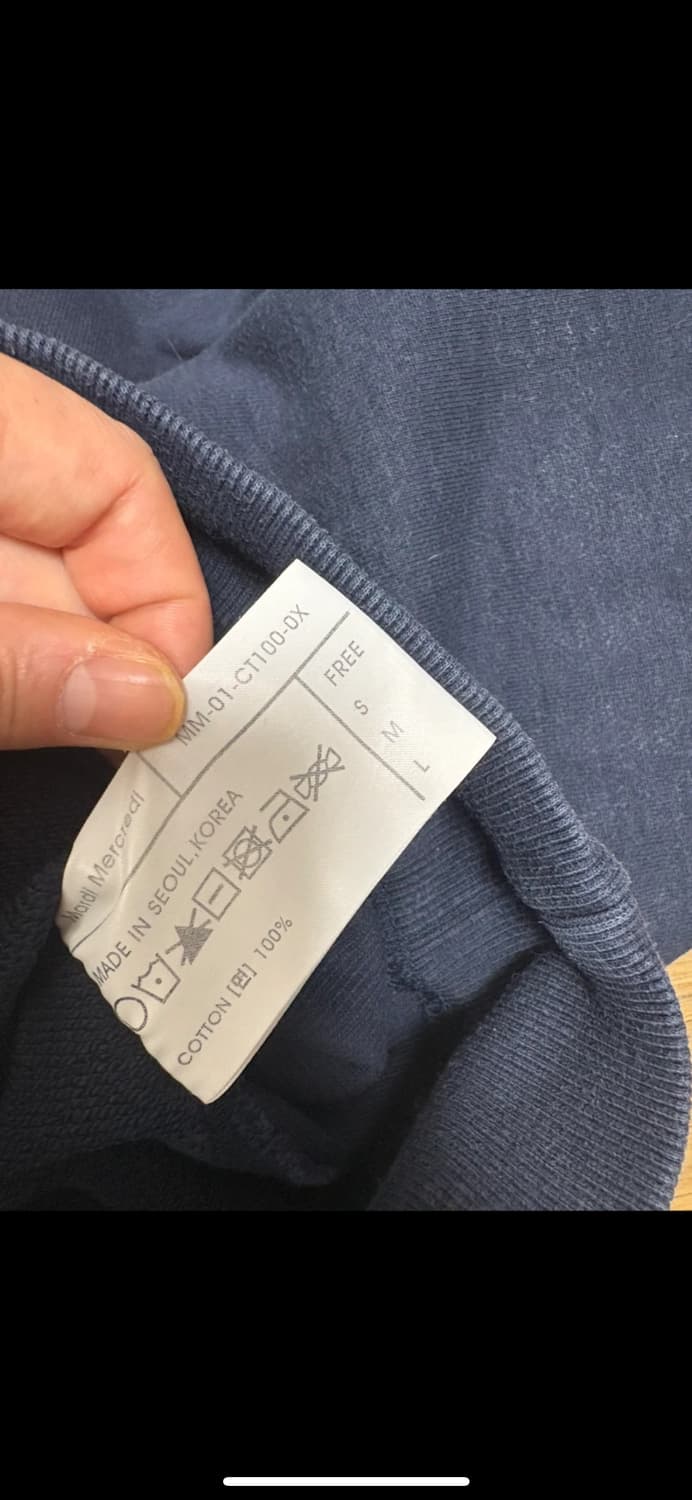 Mardi Mercredi
MM-01-CT100-0X
FREE
S
M
L
MADE IN SEOUL,KOREA
COTTON [면] 100%